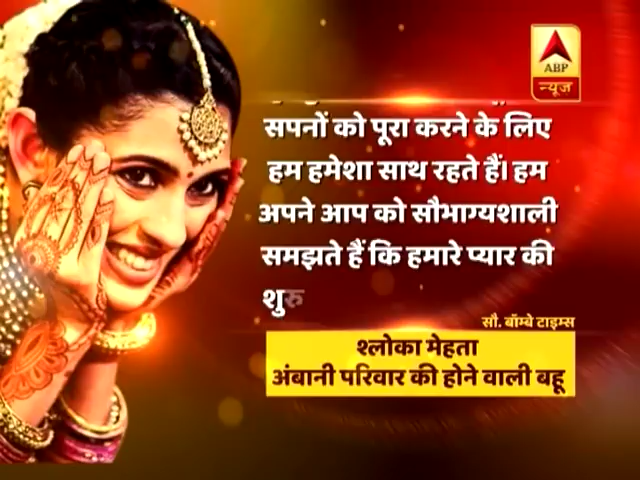 ABP
न्यूज़
सपनों को पूरा करने के लिए
हम हमेशा साथ रहते हैं। हम
अपने आप को सौभाग्यशाली
समझते हैं कि हमारे प्यार की
शुरु
सौ. बॉम्बे टाइम्स
श्लोका मेहता
अंबानी परिवार की होने वाली बहू